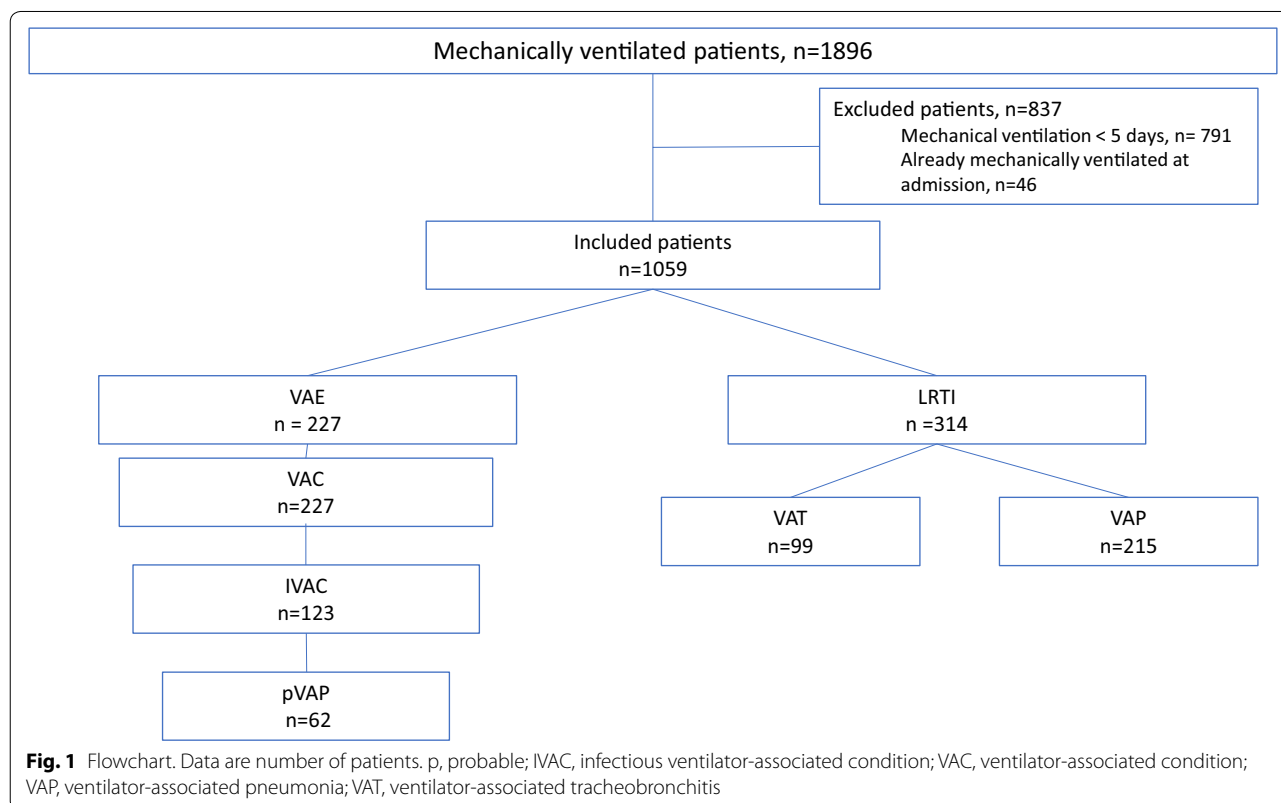 Mechanically ventilated patients, n=1896
Excluded patients, n=837
Mechanical ventilation < 5 days, n= 791
Already mechanically ventilated at
admission, n=46
Included patients
n=1059
VAE
n = 227
LRTI
n =314
VAC
n=227
VAT
n=99
VAP
n=215
IVAC
n=123
pVAP
n=62
Fig. 1 Flowchart. Data are number of patients. p, probable; IVAC, infectious ventilator-associated condition; VAC, ventilator-associated condition;
VAP, ventilator-associated pneumonia; VAT, ventilator-associated tracheobronchitis